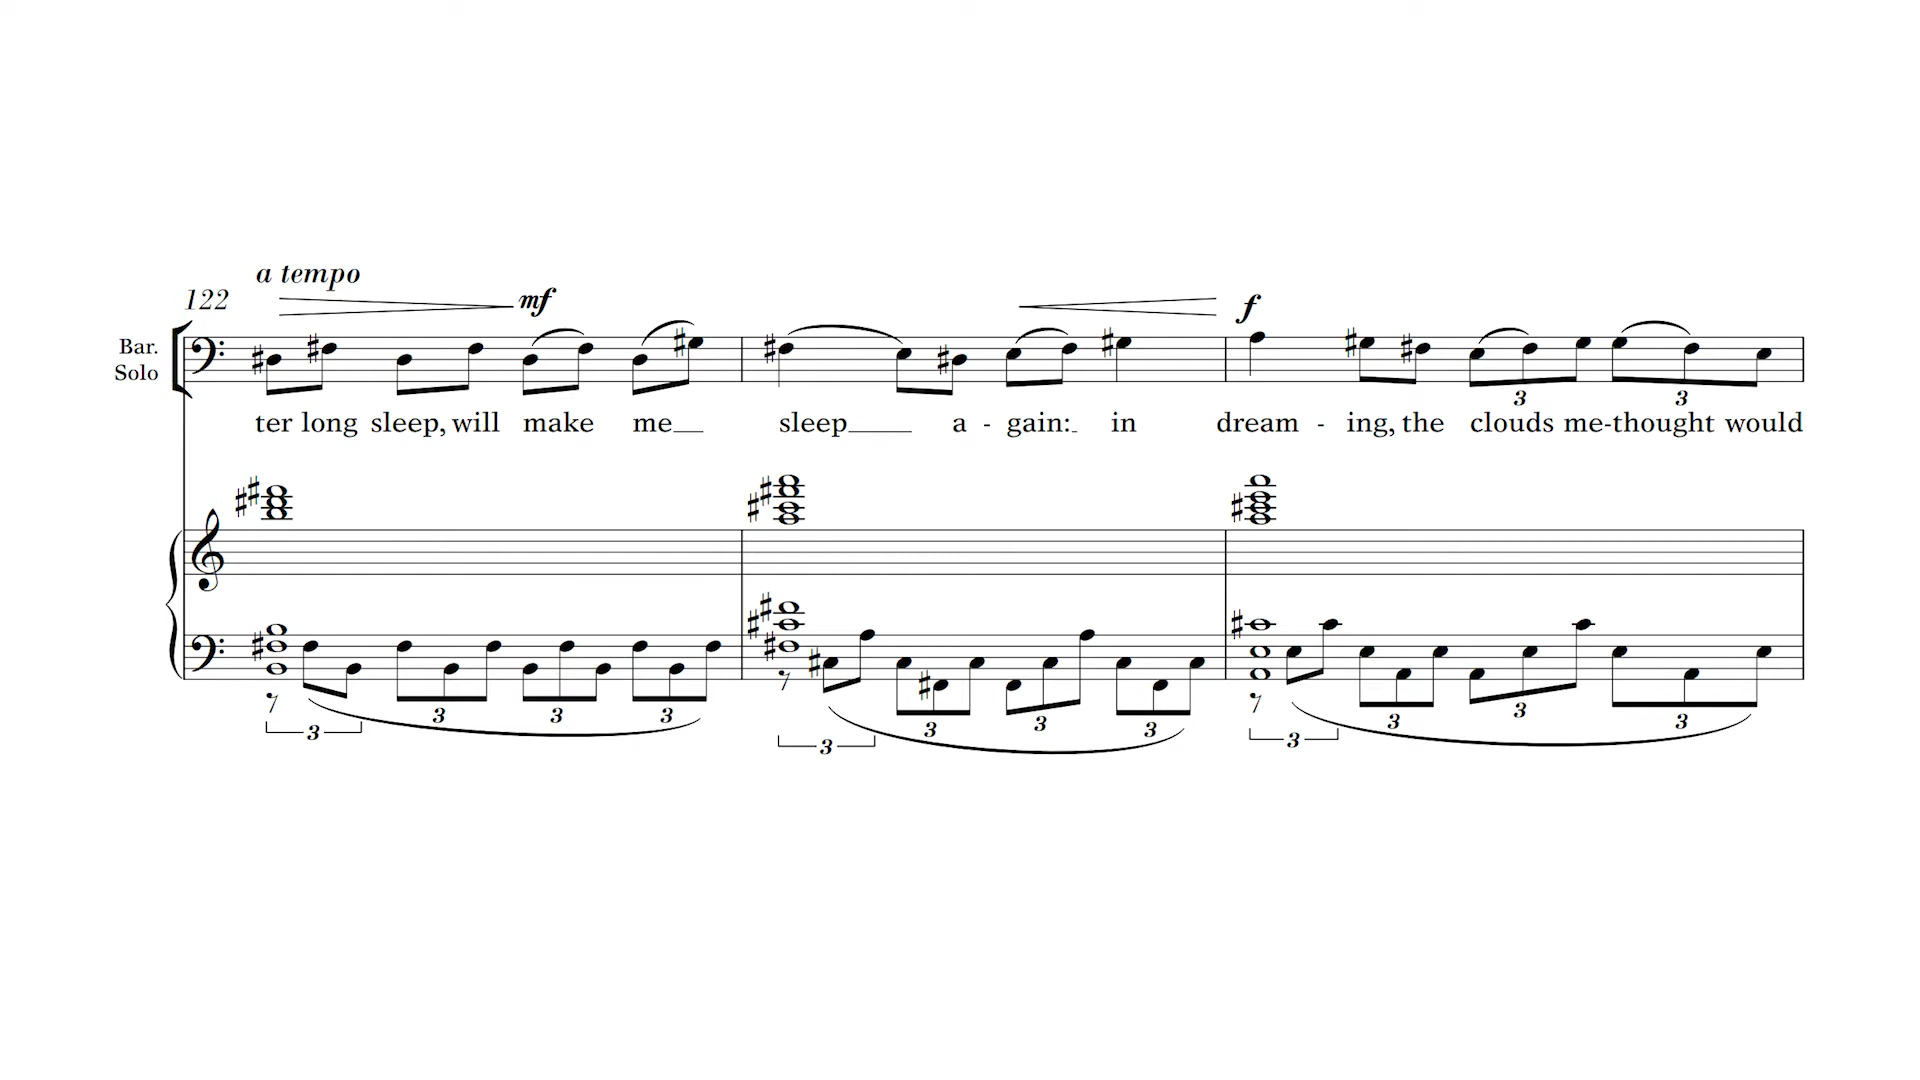 a tempo
122 mf f
Bar.
Solo
3 3
ter long sleep, will make me sleep a - gain: in dream - ing, the clouds me-thought would
3 3 3 3 3 3 3 3 3 3 3 3